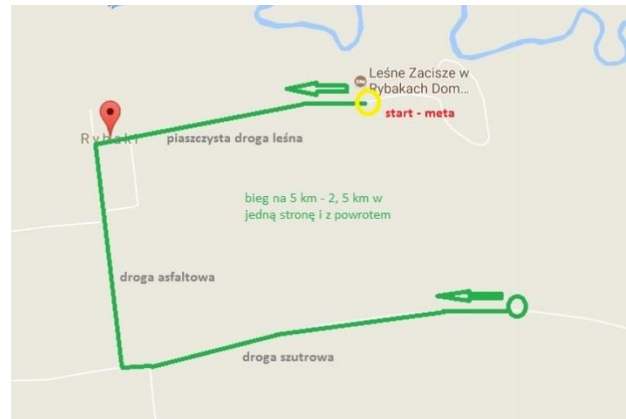 Leśne Zacisze w
Rybakach Dom...
start - meta
Rybaki
piaszczysta droga leśna
bieg na 5 km - 2, 5 km w
jedną stronę i z powrotem
droga asfaltowa
droga szutrowa